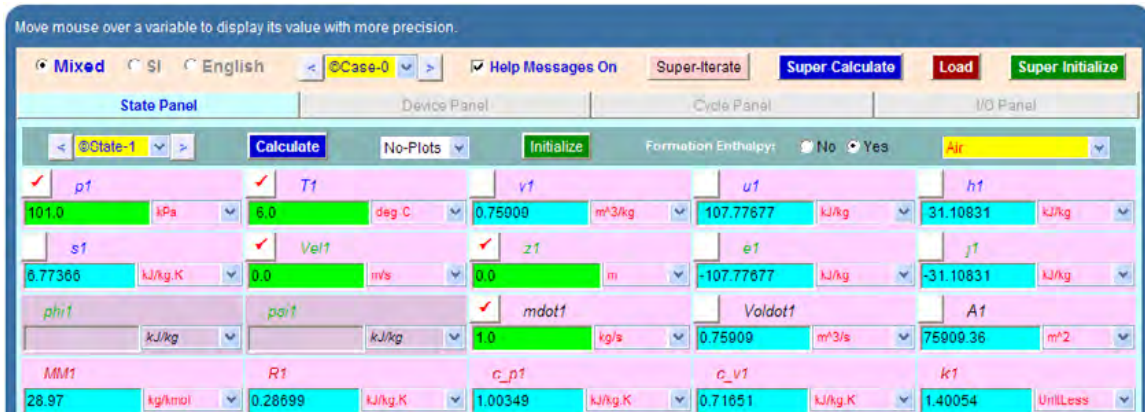 Move mouse over a variable to display its value with more precision.
Mixed SI English < ©Case-0 > Help Messages On Super-Iterate Super Calculate Load Super Initialize
State Panel Device Panel Cycle Panel I/O Panel
< ©State-1 > Calculate No-Plots Initialize Formation Enthalpy: No Yes Air
p1 T1 v1 u1 h1
101.0 kPa 6.0 deg-C 0.75909 m^3/kg -107.77677 kJ/kg -31.10831 kJ/kg
s1 Vel1 z1 e1 j1
6.77366 kJ/kg.K 0.0 m/s 0.0 m -107.77677 kJ/kg -31.10831 kJ/kg
phi1 psi1 mdot1 Voldot1 A1
kJ/kg kJ/kg 1.0 kg/s 0.75909 m^3/s 75909.36 m^2
MM1 R1 c_p1 c_v1 k1
28.97 kg/kmol 0.28699 kJ/kg.K 1.00349 kJ/kg.K 0.71651 kJ/kg.K 1.40054 UnitLess